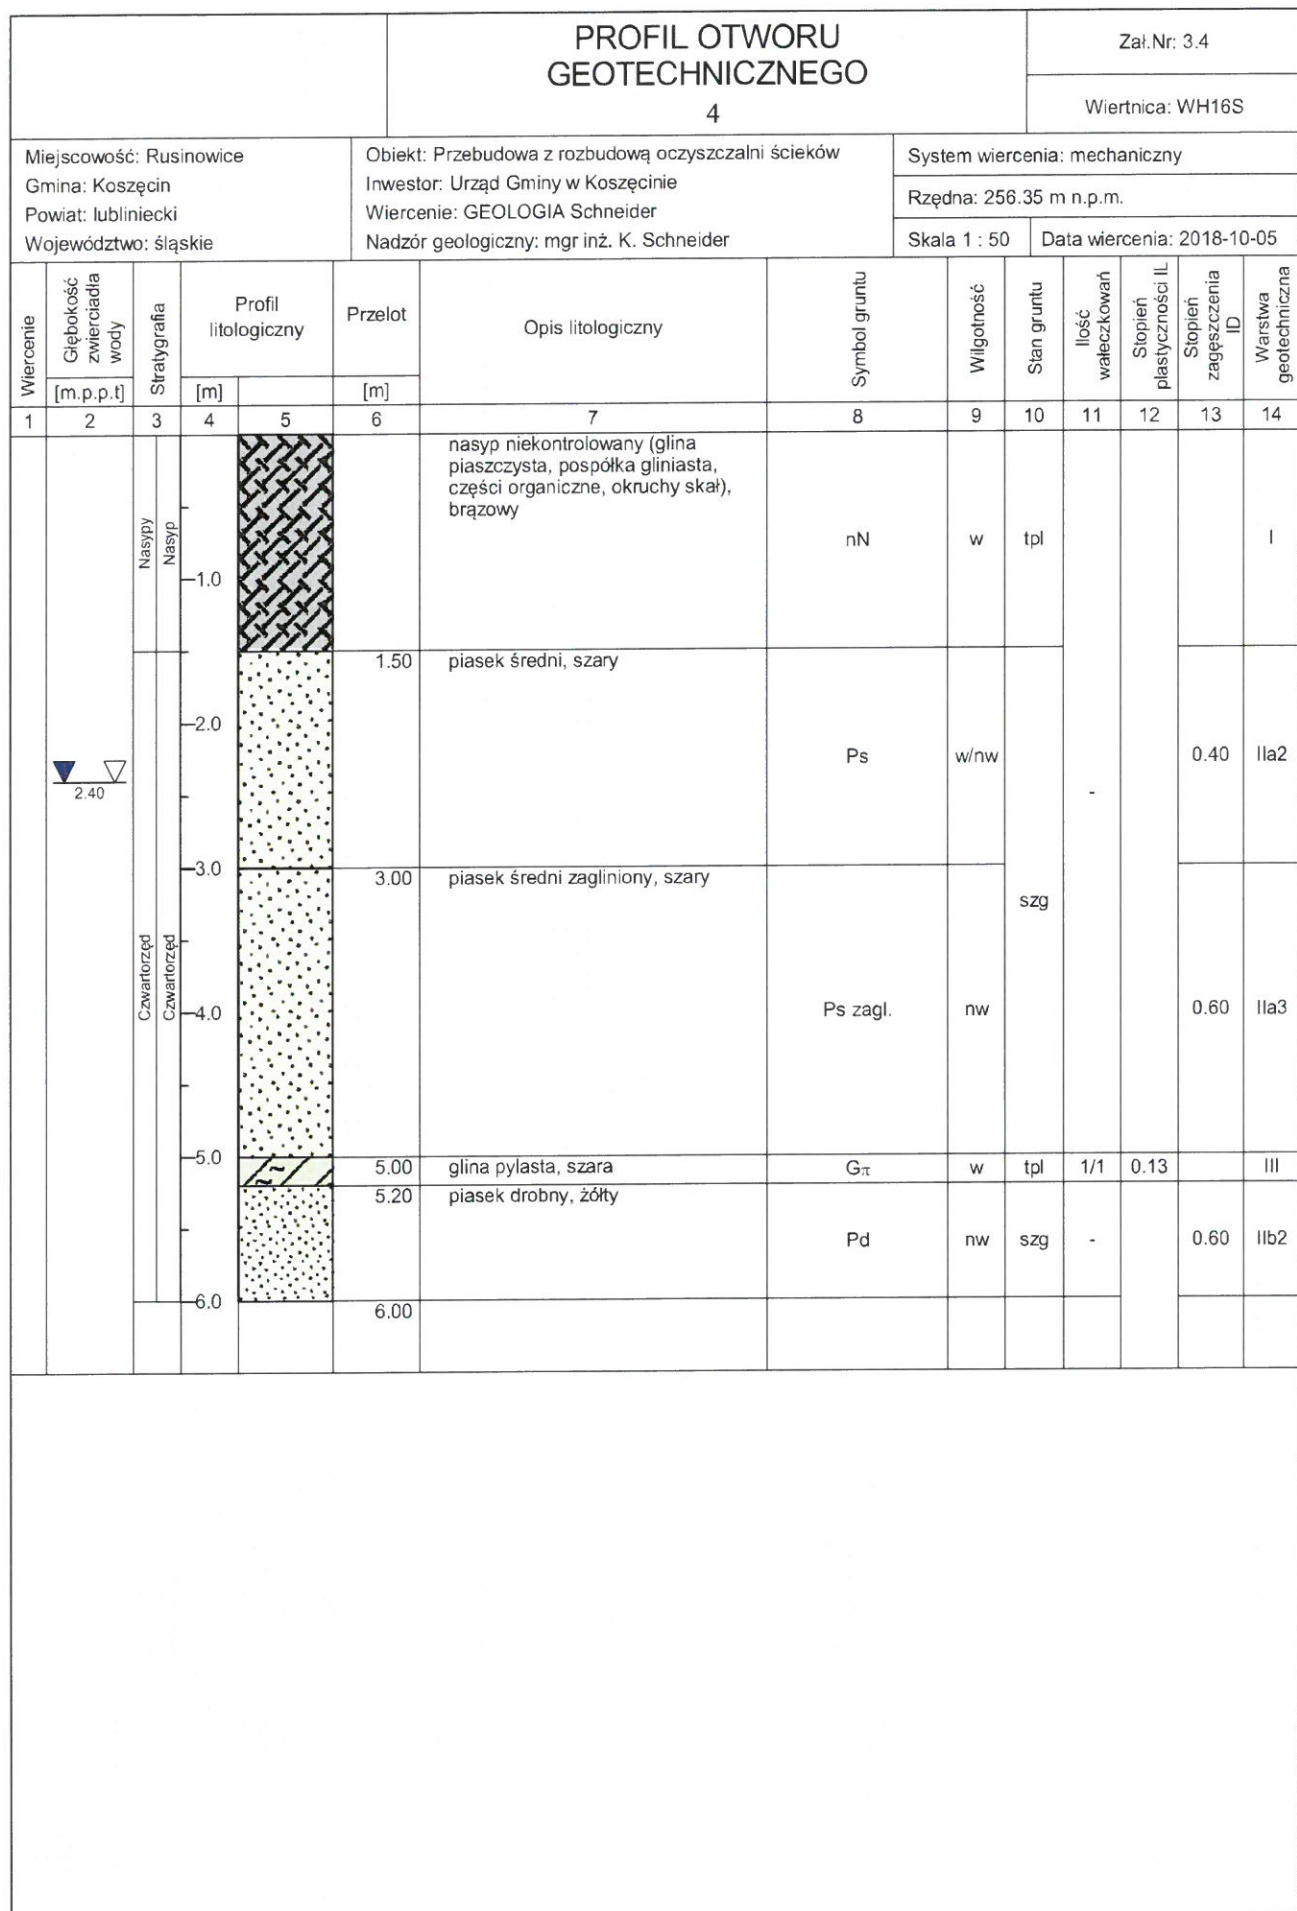 PROFIL OTWORU
GEOTECHNICZNEGO
4
Zał.Nr: 3.4
Wiertnica: WH16S
Miejscowość: Rusinowice
Gmina: Koszęcin
Powiat: lubliniecki
Województwo: śląskie
Obiekt: Przebudowa z rozbudową oczyszczalni ścieków
Inwestor: Urząd Gminy w Koszęcinie
Wiercenie: GEOLOGIA Schneider
Nadzór geologiczny: mgr inż. K. Schneider
System wiercenia: mechaniczny
Rzędna: 256.35 m n.p.m.
Skala 1 : 50
Data wiercenia: 2018-10-05
Wiercenie
Głębokość
zwierciadła
wody
[m.p.p.t]
Stratygrafia
Profil
litologiczny
[m]
Przelot
[m]
Opis litologiczny
Symbol gruntu
Wilgotność
Stan gruntu
Ilość
wałeczkowań
Stopień
plastyczności IL
Stopień
zagęszczenia
ID
Warstwa
geotechniczna
1 2 3 4 5 6 7 8 9 10 11 12 13 14
nasyp niekontrolowany (glina
piaszczysta, pospółka gliniasta,
części organiczne, okruchy skał),
brązowy
Nasypy
Nasyp
1.0
nN w tpl I
1.50 piasek średni, szary
2.0
Ps w/nw 0.40 IIa2
2.40
-
3.0
3.00 piasek średni zagliniony, szary
szg
Czwartorzęd
Czwartorzęd
4.0
Ps zagl. nw 0.60 IIa3
5.0
5.00 glina pylasta, szara Gπ w tpl 1/1 0.13 III
5.20 piasek drobny, żółty
Pd nw szg - 0.60 IIb2
6.0
6.00